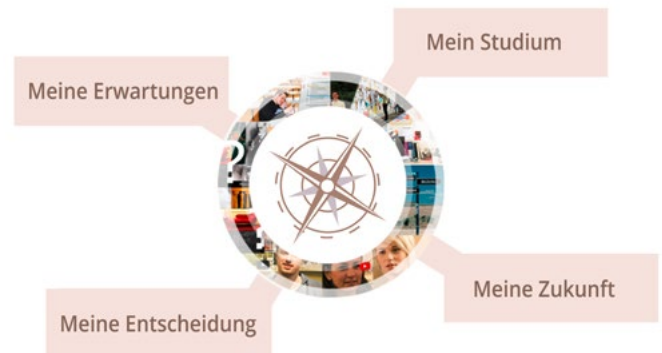 Mein Studium
Meine Erwartungen
?
Meine Zukunft
Meine Entscheidung